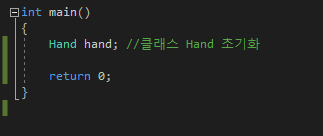 int main()
{
Hand hand; //클래스 Hand 초기화
return 0;
}